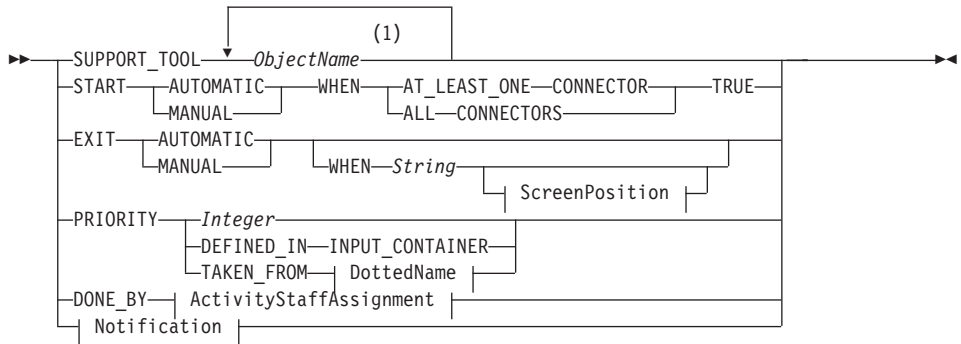 (1)
SUPPORT_TOOL ObjectName
START AUTOMATIC WHEN AT_LEAST_ONE CONNECTOR TRUE
MANUAL ALL CONNECTORS
EXIT AUTOMATIC
MANUAL WHEN String
ScreenPosition
PRIORITY Integer
DEFINED_IN INPUT_CONTAINER
TAKEN_FROM DottedName
DONE_BY ActivityStaffAssignment
Notification